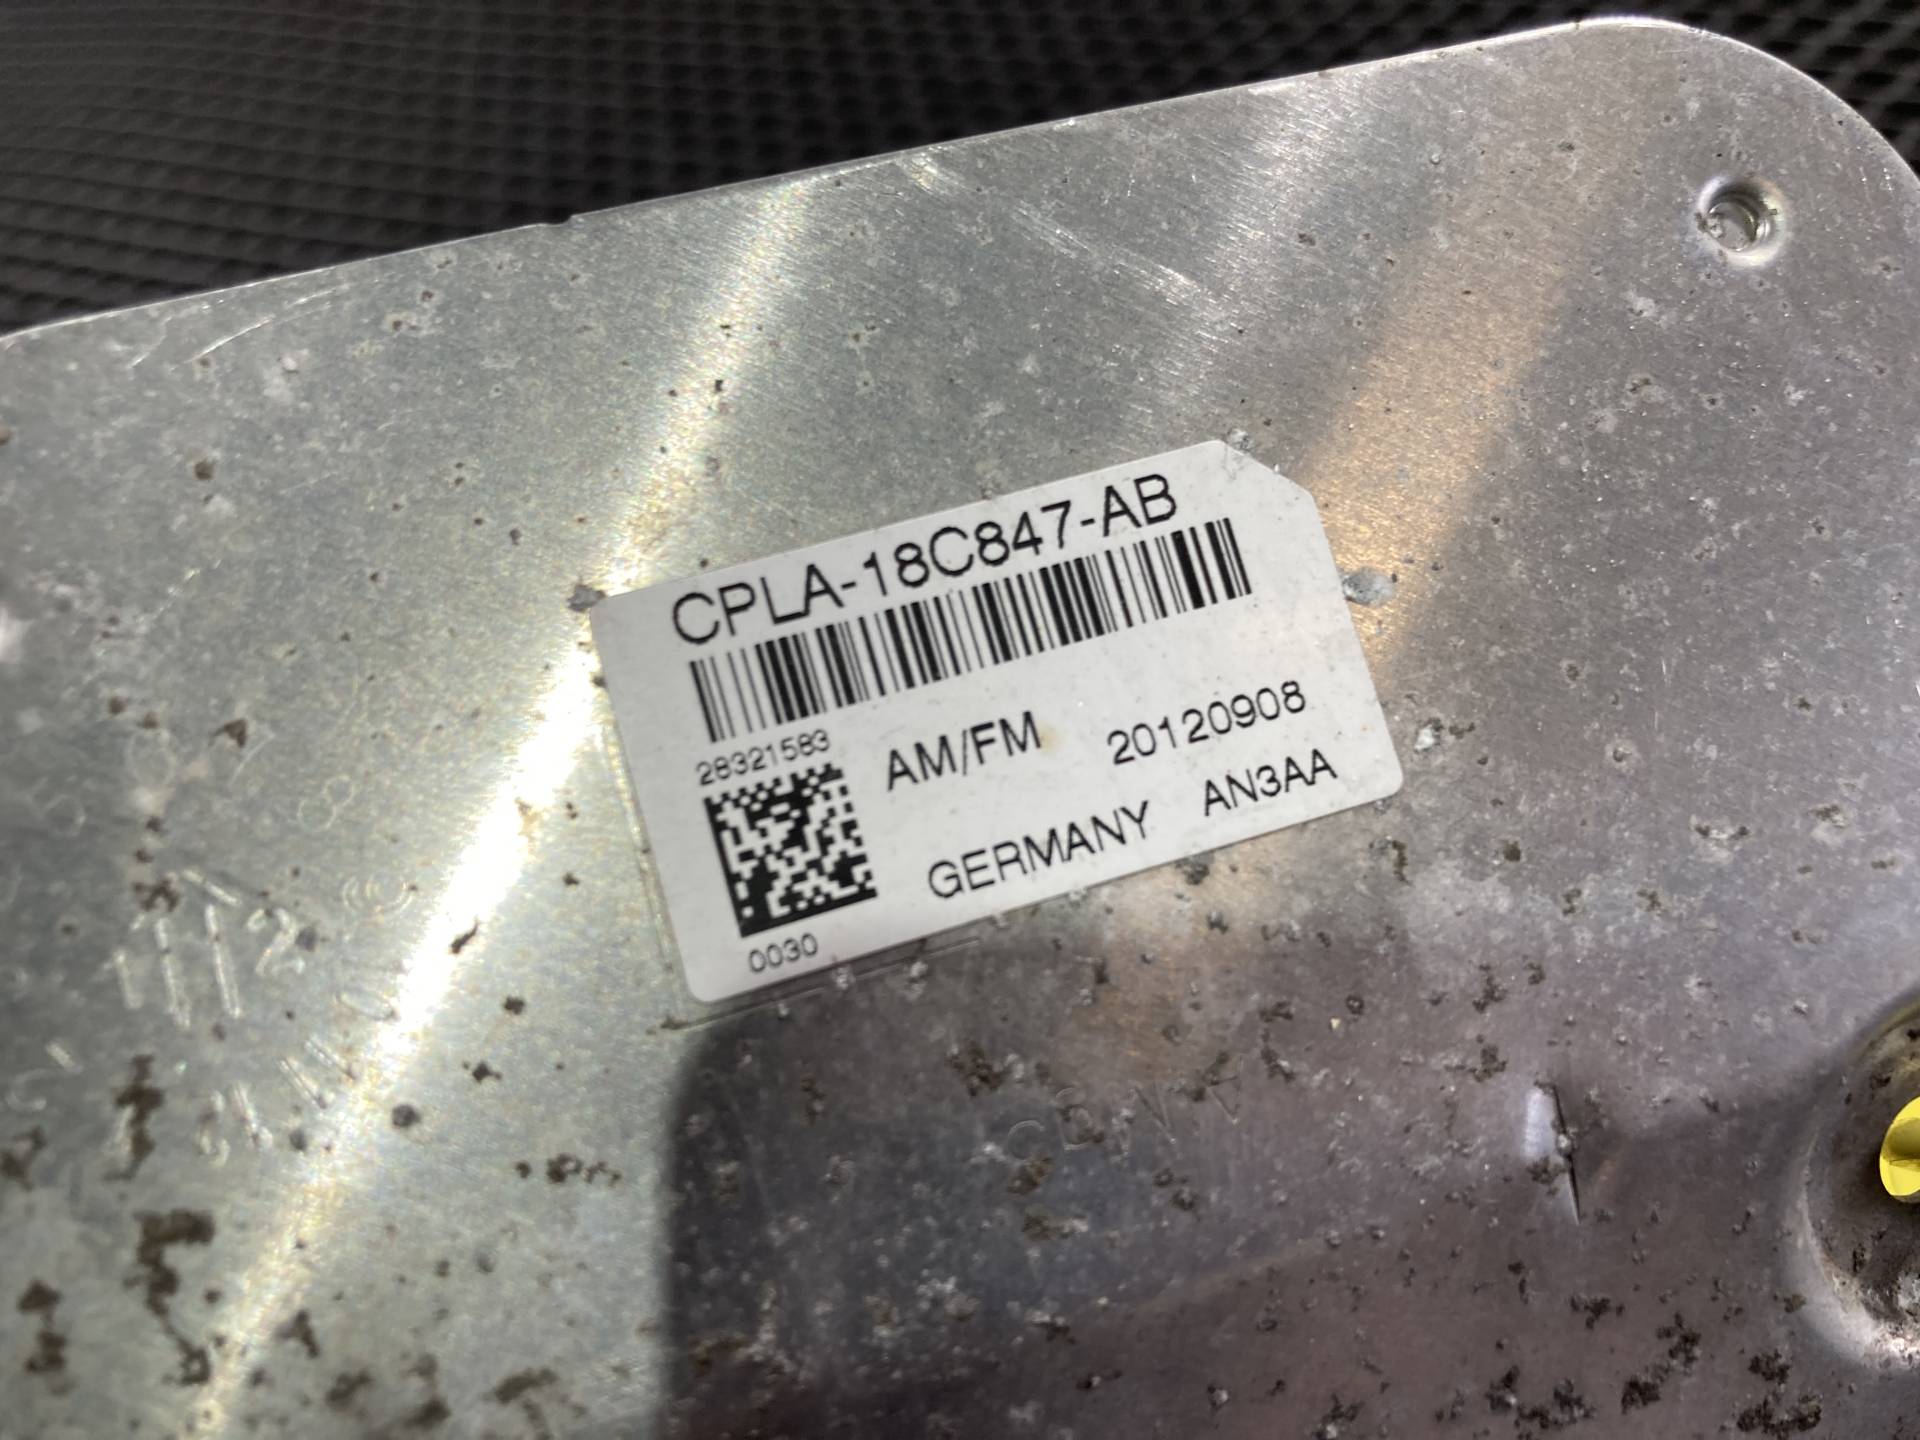 CPLA-18C847-AB
28321583
AM/FM 20120908
GERMANY AN3AA
0030